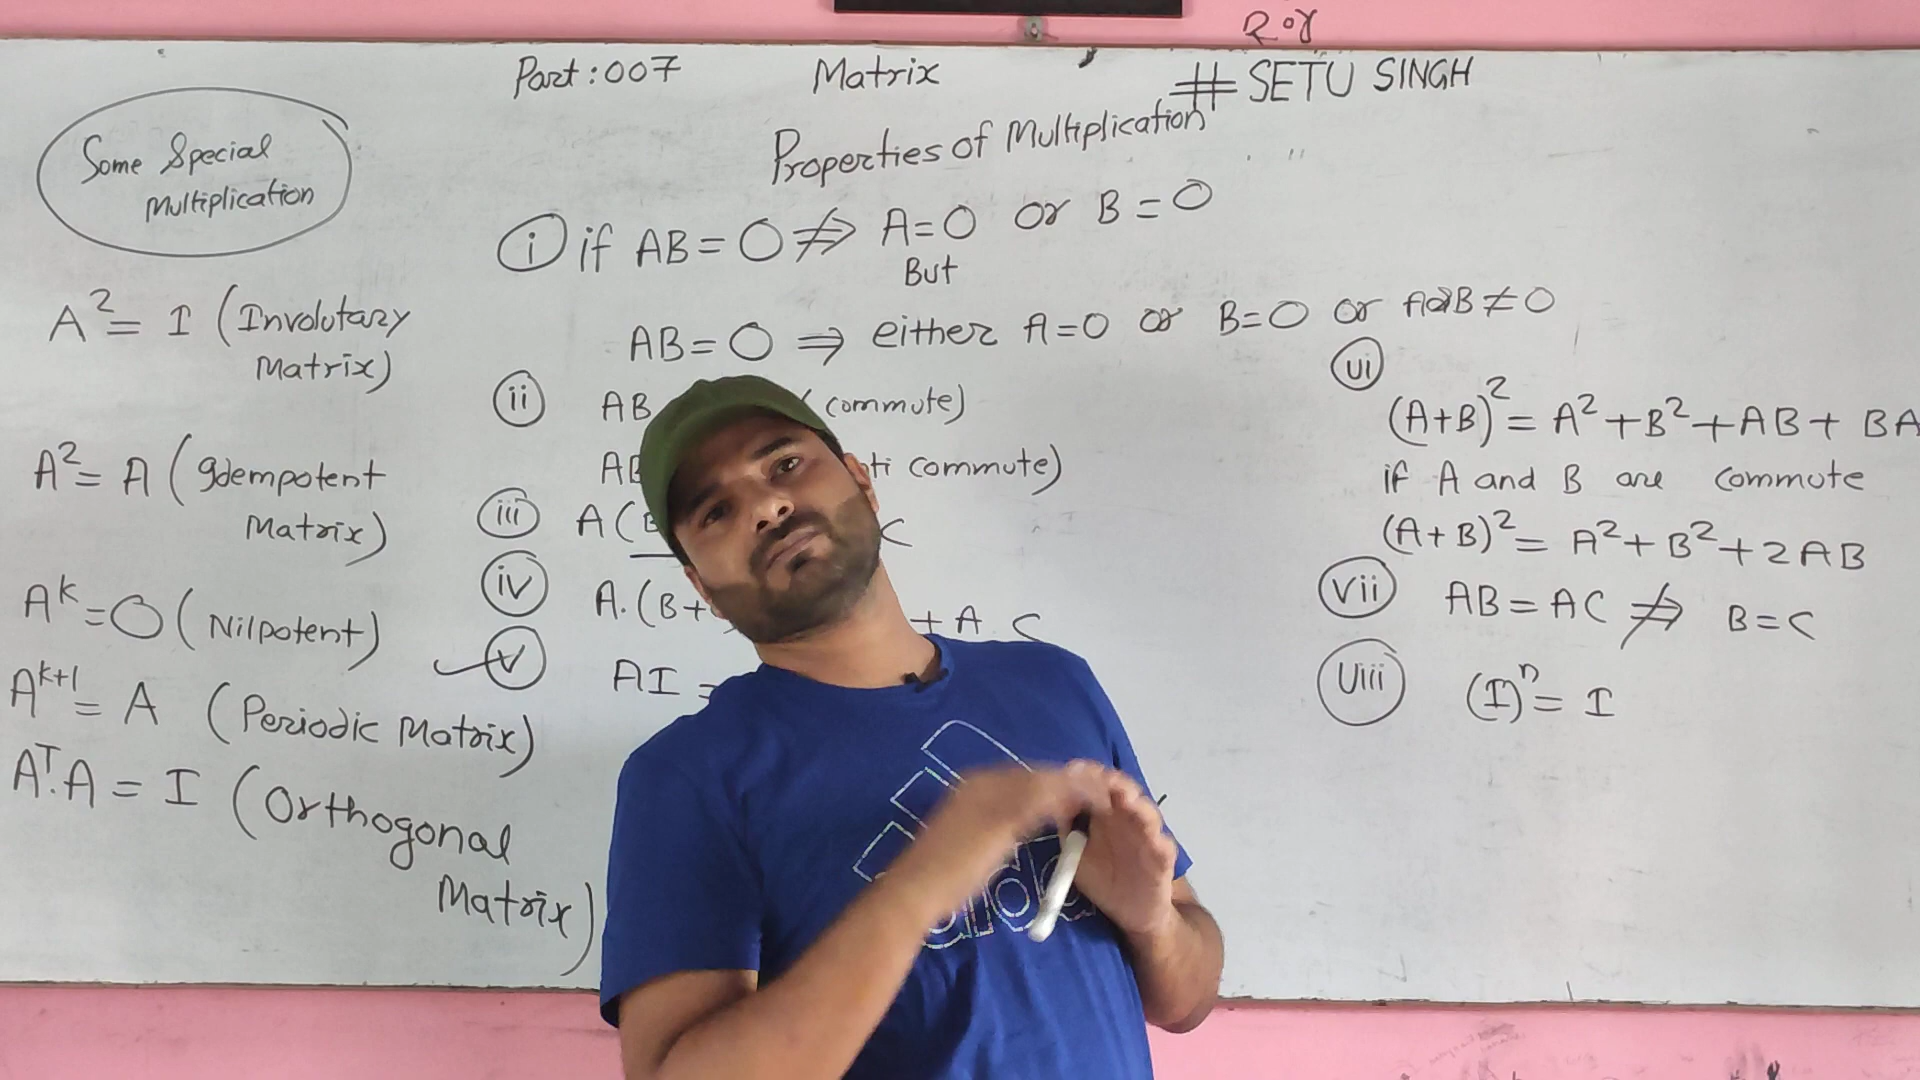 Roγ
Part : 007 Matrix # SETU SINGH
Properties of Multiplication
Some Special
Multiplication
A² = I (Involutary
Matrix)
A² = A (Idempotent
Matrix)
Aᵏ = O (Nilpotent)
Aᵏ⁺¹ = A (Periodic Matrix)
Aᵀ.A = I (Orthogonal
Matrix)
(i) if AB = O ⇏ A=O or B=O
But
AB = O ⇒ either A=O or B=O or A&B≠O
(ii) AB (commute)
AB ti commute)
(iii) A(B C
(iv) A.(B+ + A.C
(v) AI =
(vi)
(A+B)² = A² + B² + AB + BA
if A and B are commute
(A+B)² = A² + B² + 2AB
(vii) AB = AC ⇏ B=C
(viii) (I)ⁿ = I